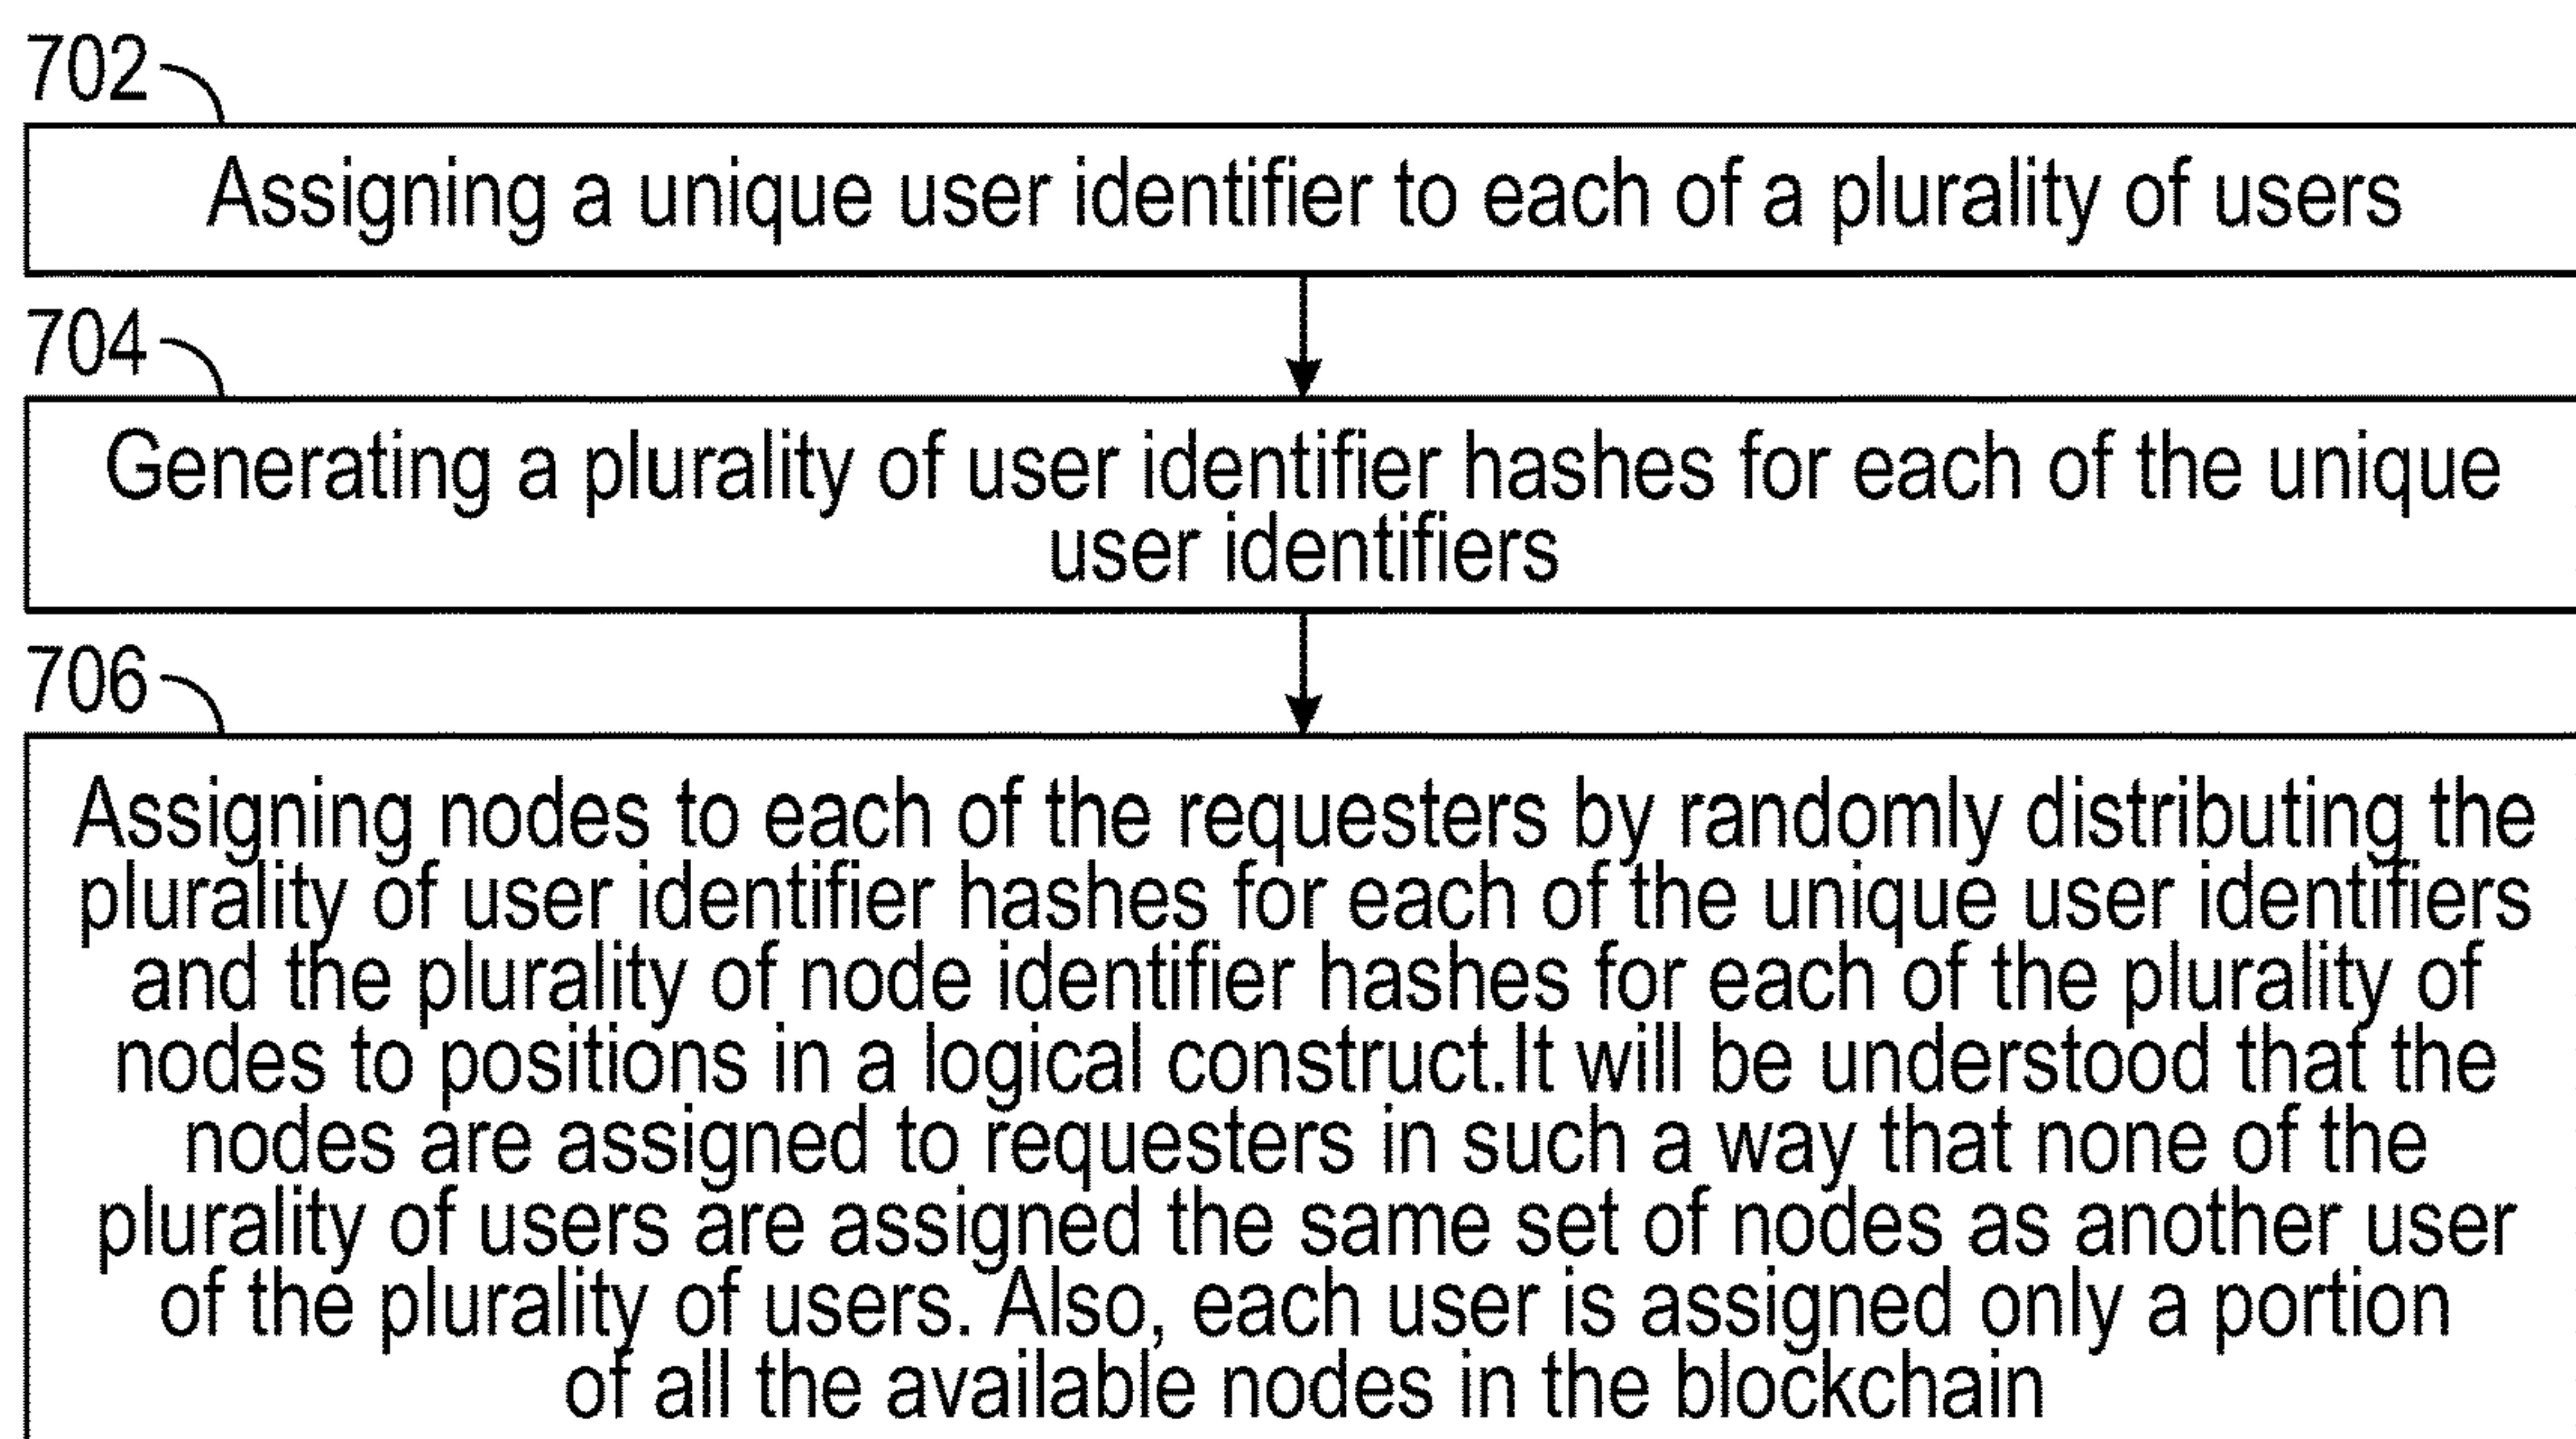 702
Assigning a unique user identifier to each of a plurality of users
704
Generating a plurality of user identifier hashes for each of the unique
user identifiers
706
Assigning nodes to each of the requesters by randomly distributing the
plurality of user identifier hashes for each of the unique user identifiers
and the plurality of node identifier hashes for each of the plurality of
nodes to positions in a logical construct.It will be understood that the
nodes are assigned to requesters in such a way that none of the
plurality of users are assigned the same set of nodes as another user
of the plurality of users. Also, each user is assigned only a portion
of all the available nodes in the blockchain